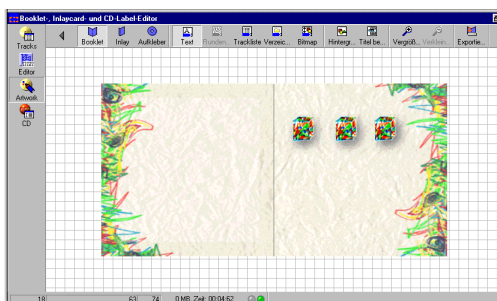 Booklet-, Inlaycard- und CD-Label-Editor
Tracks
Booklet Inlay Aufkleber Text Runden Trackliste Verzeic... Bitmap Hintergr... Titel be... Vergröß... Verklein... Exportie...
Editor
Artwork
CD
18 63 74 0 MB, Zeit: 00:04:62